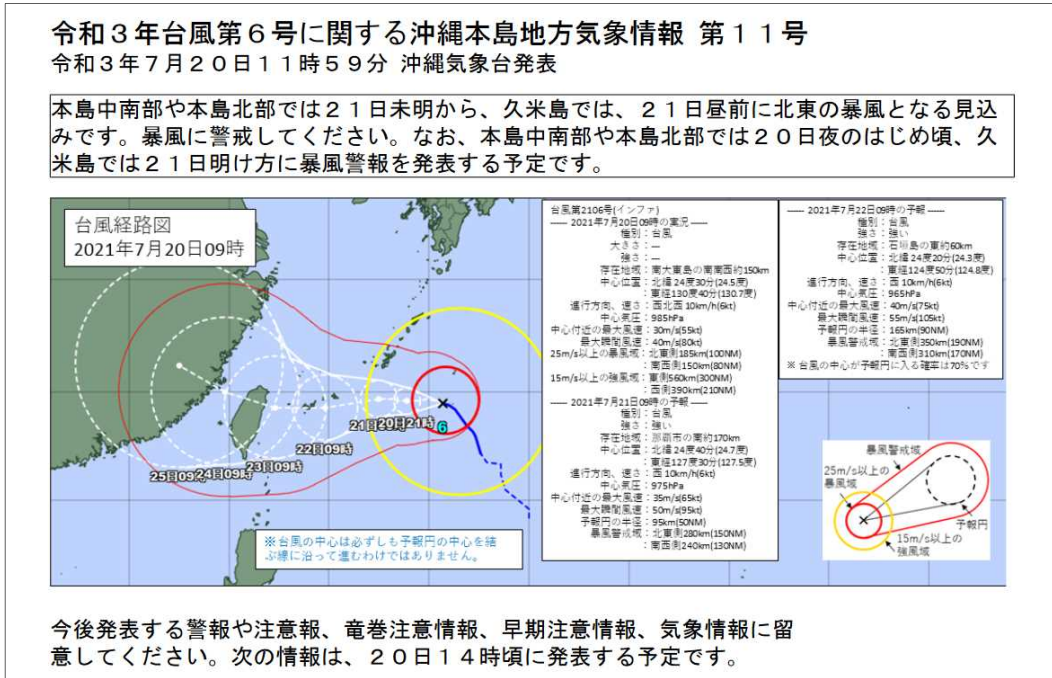 令和３年台風第６号に関する沖縄本島地方気象情報 第１１号
令和３年７月２０日１１時５９分 沖縄気象台発表
本島中南部や本島北部では２１日未明から、久米島では、２１日昼前に北東の暴風となる見込
みです。暴風に警戒してください。なお、本島中南部や本島北部では２０日夜のはじめ頃、久
米島では２１日明け方に暴風警報を発表する予定です。
台風経路図
2021年7月20日09時
25日09時
24日09時
23日09時
22日09時
21日09時
20日21時
6
※台風の中心は必ずしも予報円の中心を結
ぶ線に沿って進むわけではありません。
台風第2106号(インファ)
―― 2021年7月20日09時の実況 ――
種別：台風
大きさ：―
強さ：―
存在地域：南大東島の南南西約150km
中心位置：北緯 24度30分(24.5度)
：東経130度40分(130.7度)
進行方向、速さ：西北西 10km/h(6kt)
中心気圧：985hPa
中心付近の最大風速：30m/s(55kt)
最大瞬間風速：40m/s(80kt)
25m/s以上の暴風域：北東側185km(100NM)
：南西側150km(80NM)
15m/s以上の強風域：東側560km(300NM)
：西側390km(210NM)
―― 2021年7月21日09時の予報 ――
種別：台風
強さ：強い
存在地域：那覇市の南約170km
中心位置：北緯 24度40分(24.7度)
：東経127度30分(127.5度)
進行方向、速さ：西 10km/h(6kt)
中心気圧：975hPa
中心付近の最大風速：35m/s(65kt)
最大瞬間風速：50m/s(95kt)
予報円の半径：95km(50NM)
暴風警戒域：北東側280km(150NM)
：南西側240km(130NM)
―― 2021年7月22日09時の予報 ――
種別：台風
強さ：強い
存在地域：石垣島の東約60km
中心位置：北緯 24度20分(24.3度)
：東経124度50分(124.8度)
進行方向、速さ：西 10km/h(6kt)
中心気圧：965hPa
中心付近の最大風速：40m/s(75kt)
最大瞬間風速：55m/s(105kt)
予報円の半径：165km(90NM)
暴風警戒域：北東側350km(190NM)
：南西側310km(170NM)
※ 台風の中心が予報円に入る確率は70%です
暴風警戒域
25m/s以上の
暴風域
予報円
15m/s以上の
強風域
今後発表する警報や注意報、竜巻注意情報、早期注意情報、気象情報に留
意してください。次の情報は、２０日１４時頃に発表する予定です。